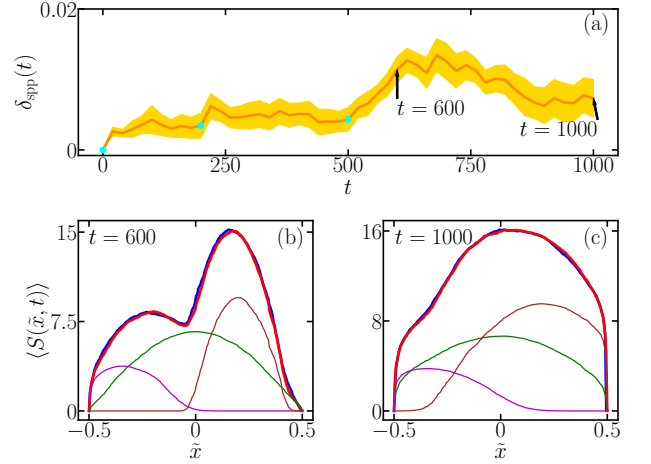 0.02
(a)
δspp(t)
t = 600
t = 1000
0
0
250
500
750
1000
t
15
t = 600
(b)
16
t = 1000
(c)
⟨S(x̃, t)⟩
7.5
8
0
0
−0.5
0
0.5
−0.5
0
0.5
x̃
x̃